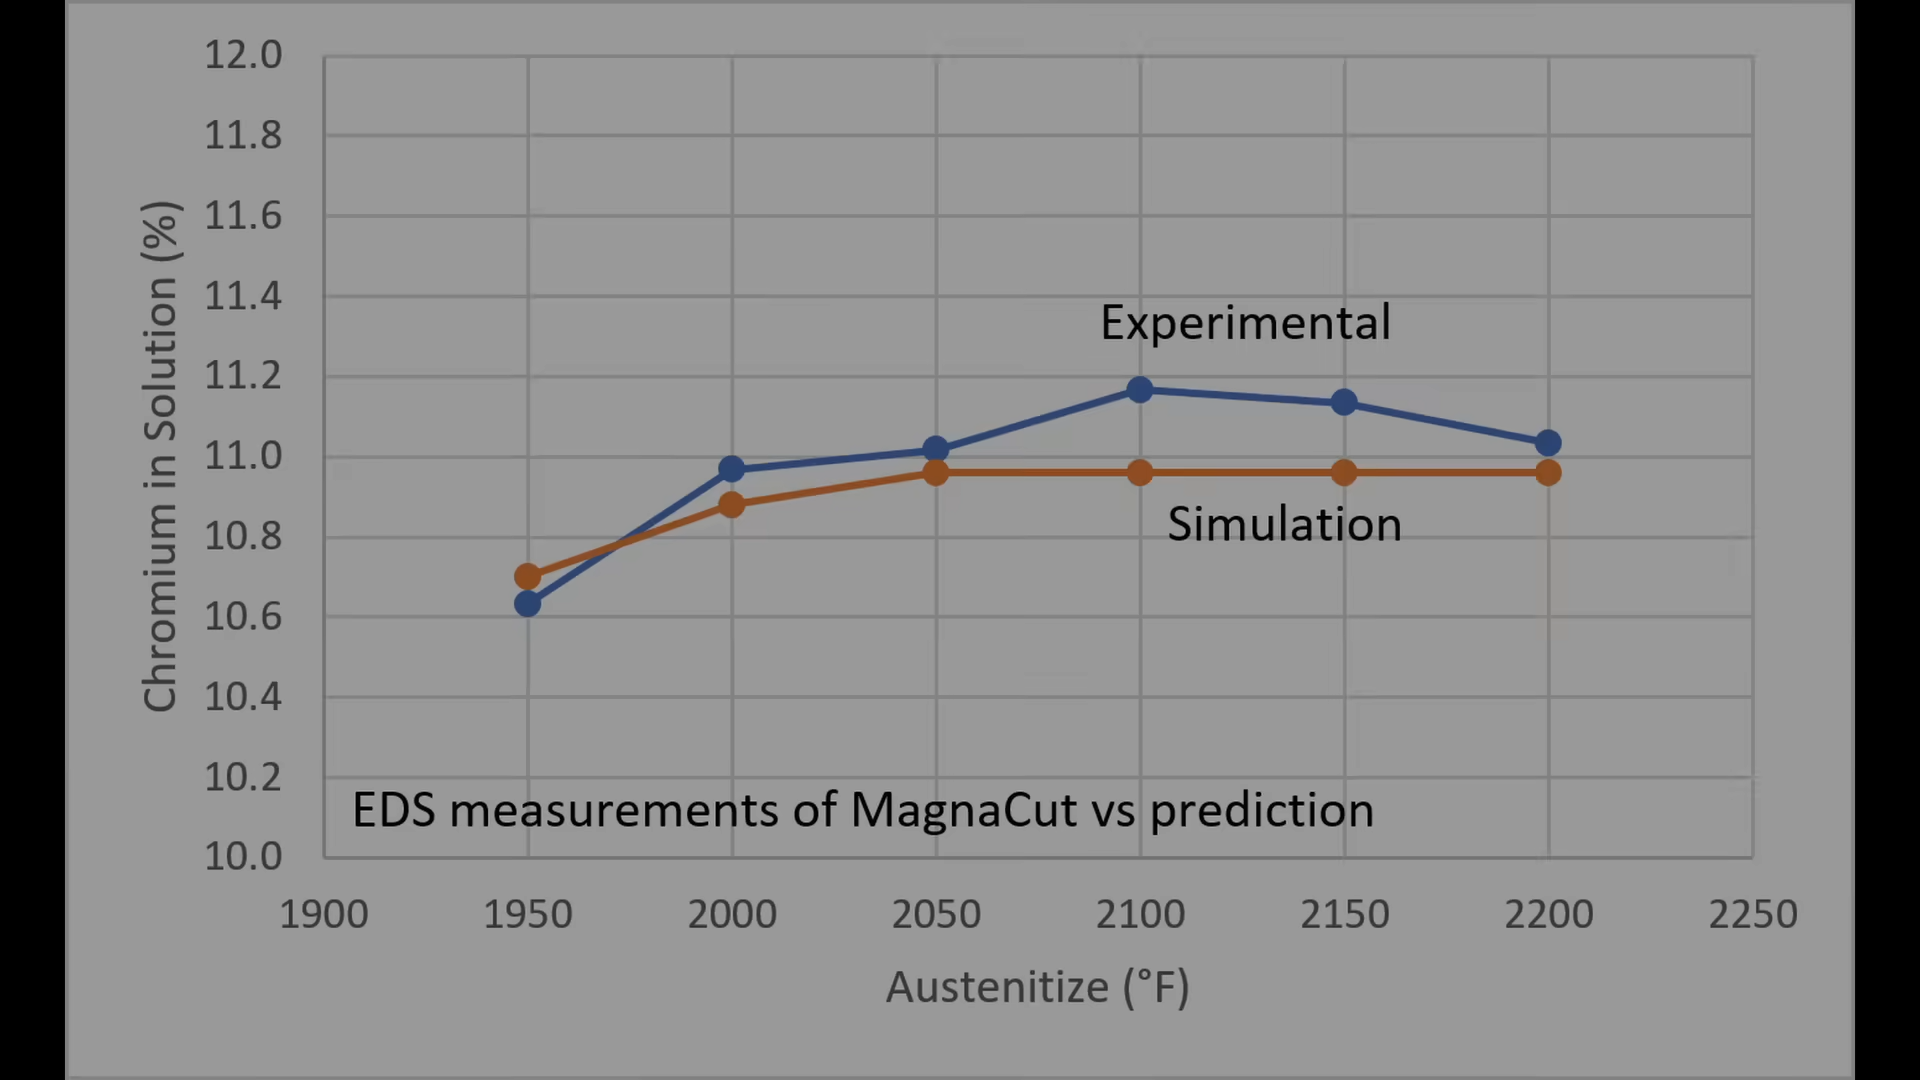 12.0
11.8
11.6
11.4
11.2
11.0
10.8
10.6
10.4
10.2
10.0
Chromium in Solution (%)
Experimental
Simulation
EDS measurements of MagnaCut vs prediction
1900 1950 2000 2050 2100 2150 2200 2250
Austenitize (°F)